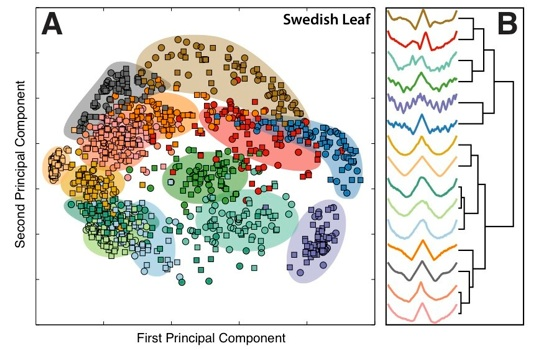 A
Swedish Leaf
B
Second Principal Component
First Principal Component